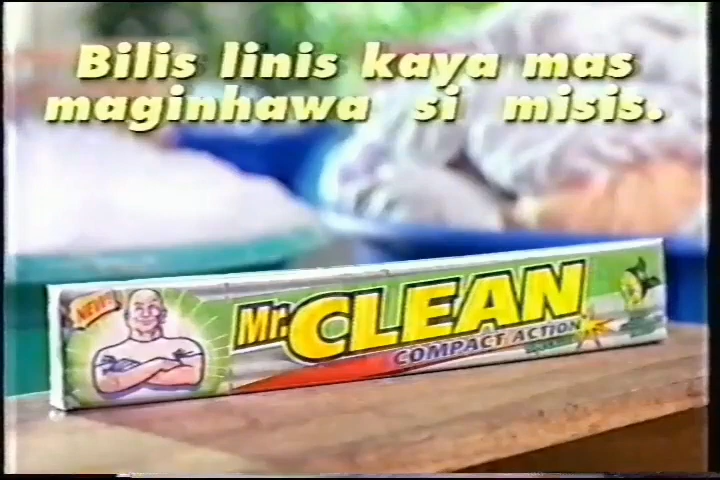 Bilis linis kaya mas
maginhawa si misis.
NEW!
Mr. CLEAN
COMPACT ACTION